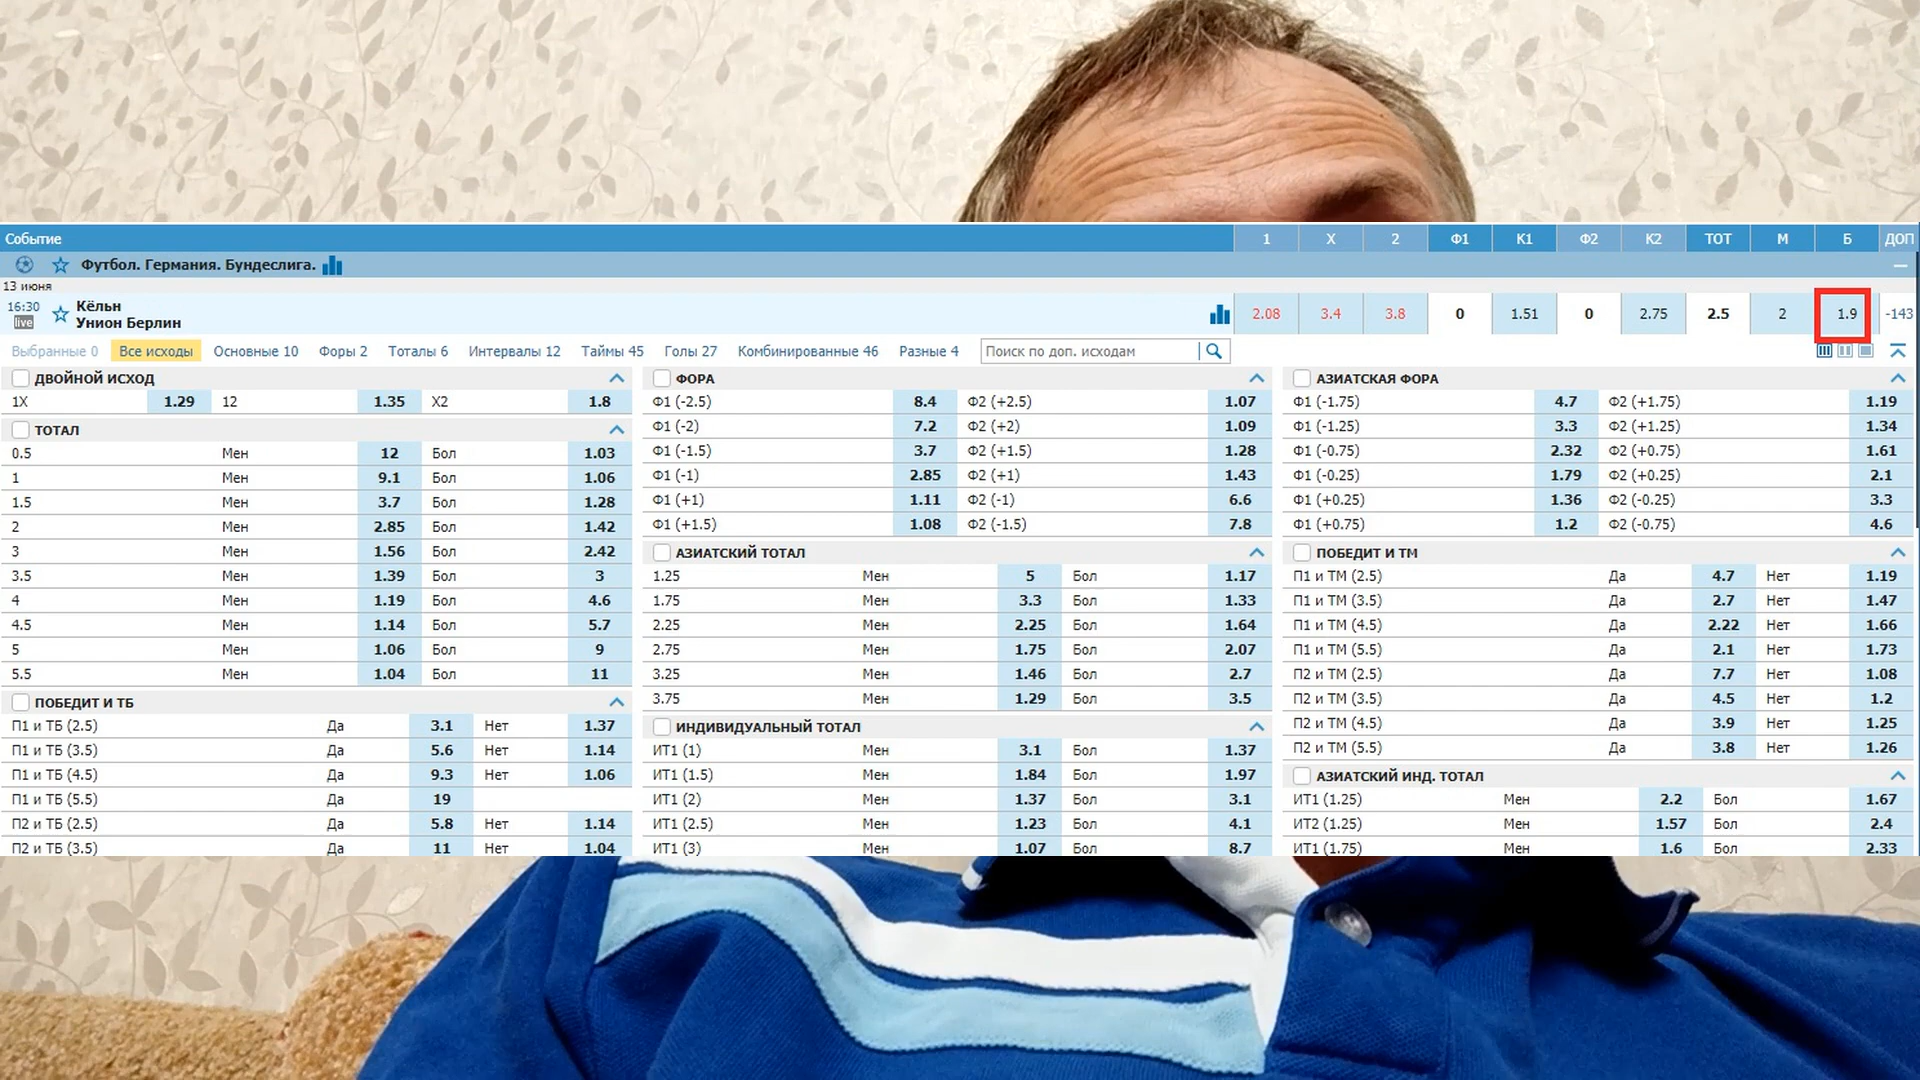 Событие 1 X 2 Ф1 К1 Ф2 К2 ТОТ М Б ДОП
Футбол. Германия. Бундеслига.
13 июня
16:30 Кёльн
live Унион Берлин 2.08 3.4 3.8 0 1.51 0 2.75 2.5 2 1.9 -143
Выбранные 0 Все исходы Основные 10 Форы 2 Тоталы 6 Интервалы 12 Таймы 45 Голы 27 Комбинированные 46 Разные 4 Поиск по доп. исходам
ДВОЙНОЙ ИСХОД
1X 1.29 12 1.35 X2 1.8
ТОТАЛ
0.5 Мен 12 Бол 1.03
1 Мен 9.1 Бол 1.06
1.5 Мен 3.7 Бол 1.28
2 Мен 2.85 Бол 1.42
3 Мен 1.56 Бол 2.42
3.5 Мен 1.39 Бол 3
4 Мен 1.19 Бол 4.6
4.5 Мен 1.14 Бол 5.7
5 Мен 1.06 Бол 9
5.5 Мен 1.04 Бол 11
ПОБЕДИТ И ТБ
П1 и ТБ (2.5) Да 3.1 Нет 1.37
П1 и ТБ (3.5) Да 5.6 Нет 1.14
П1 и ТБ (4.5) Да 9.3 Нет 1.06
П1 и ТБ (5.5) Да 19
П2 и ТБ (2.5) Да 5.8 Нет 1.14
П2 и ТБ (3.5) Да 11 Нет 1.04
ФОРА
Ф1 (-2.5) 8.4 Ф2 (+2.5) 1.07
Ф1 (-2) 7.2 Ф2 (+2) 1.09
Ф1 (-1.5) 3.7 Ф2 (+1.5) 1.28
Ф1 (-1) 2.85 Ф2 (+1) 1.43
Ф1 (+1) 1.11 Ф2 (-1) 6.6
Ф1 (+1.5) 1.08 Ф2 (-1.5) 7.8
АЗИАТСКИЙ ТОТАЛ
1.25 Мен 5 Бол 1.17
1.75 Мен 3.3 Бол 1.33
2.25 Мен 2.25 Бол 1.64
2.75 Мен 1.75 Бол 2.07
3.25 Мен 1.46 Бол 2.7
3.75 Мен 1.29 Бол 3.5
ИНДИВИДУАЛЬНЫЙ ТОТАЛ
ИТ1 (1) Мен 3.1 Бол 1.37
ИТ1 (1.5) Мен 1.84 Бол 1.97
ИТ1 (2) Мен 1.37 Бол 3.1
ИТ1 (2.5) Мен 1.23 Бол 4.1
ИТ1 (3) Мен 1.07 Бол 8.7
АЗИАТСКАЯ ФОРА
Ф1 (-1.75) 4.7 Ф2 (+1.75) 1.19
Ф1 (-1.25) 3.3 Ф2 (+1.25) 1.34
Ф1 (-0.75) 2.32 Ф2 (+0.75) 1.61
Ф1 (-0.25) 1.79 Ф2 (+0.25) 2.1
Ф1 (+0.25) 1.36 Ф2 (-0.25) 3.3
Ф1 (+0.75) 1.2 Ф2 (-0.75) 4.6
ПОБЕДИТ И ТМ
П1 и ТМ (2.5) Да 4.7 Нет 1.19
П1 и ТМ (3.5) Да 2.7 Нет 1.47
П1 и ТМ (4.5) Да 2.22 Нет 1.66
П1 и ТМ (5.5) Да 2.1 Нет 1.73
П2 и ТМ (2.5) Да 7.7 Нет 1.08
П2 и ТМ (3.5) Да 4.5 Нет 1.2
П2 и ТМ (4.5) Да 3.9 Нет 1.25
П2 и ТМ (5.5) Да 3.8 Нет 1.26
АЗИАТСКИЙ ИНД. ТОТАЛ
ИТ1 (1.25) Мен 2.2 Бол 1.67
ИТ2 (1.25) Мен 1.57 Бол 2.4
ИТ1 (1.75) Мен 1.6 Бол 2.33